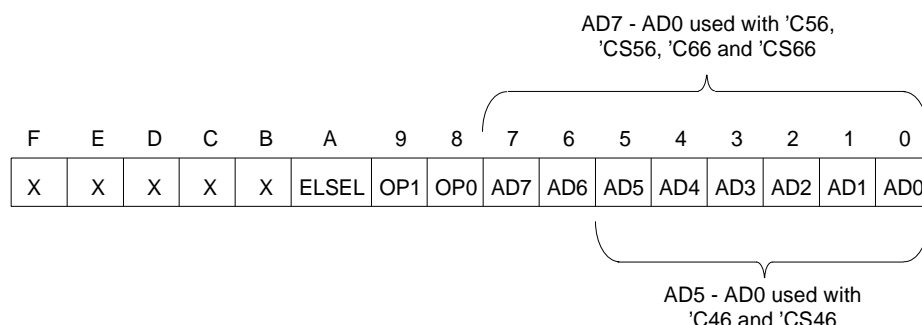 AD7 - AD0 used with 'C56,
'CS56, 'C66 and 'CS66
F E D C B A 9 8 7 6 5 4 3 2 1 0
X X X X X ELSEL OP1 OP0 AD7 AD6 AD5 AD4 AD3 AD2 AD1 AD0
AD5 - AD0 used with
'C46 and 'CS46